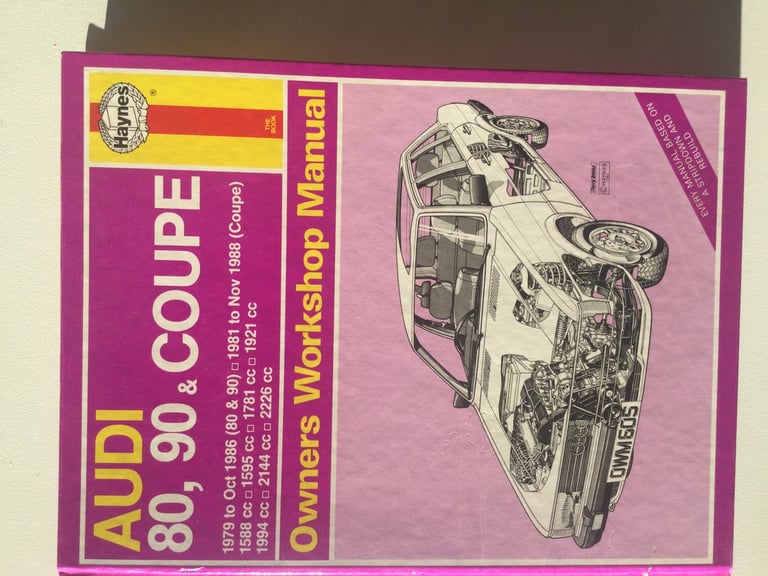 Haynes
®
THE
BOOK
AUDI
80, 90 & COUPE
1979 to Oct 1986 (80 & 90) □ 1981 to Nov 1988 (Coupe)
1588 cc □ 1595 cc □ 1781 cc □ 1921 cc
1994 cc □ 2144 cc □ 2226 cc
Owners Workshop Manual
EVERY MANUAL BASED ON
A STRIPDOWN AND
REBUILD
© HAYNES
OWM 605